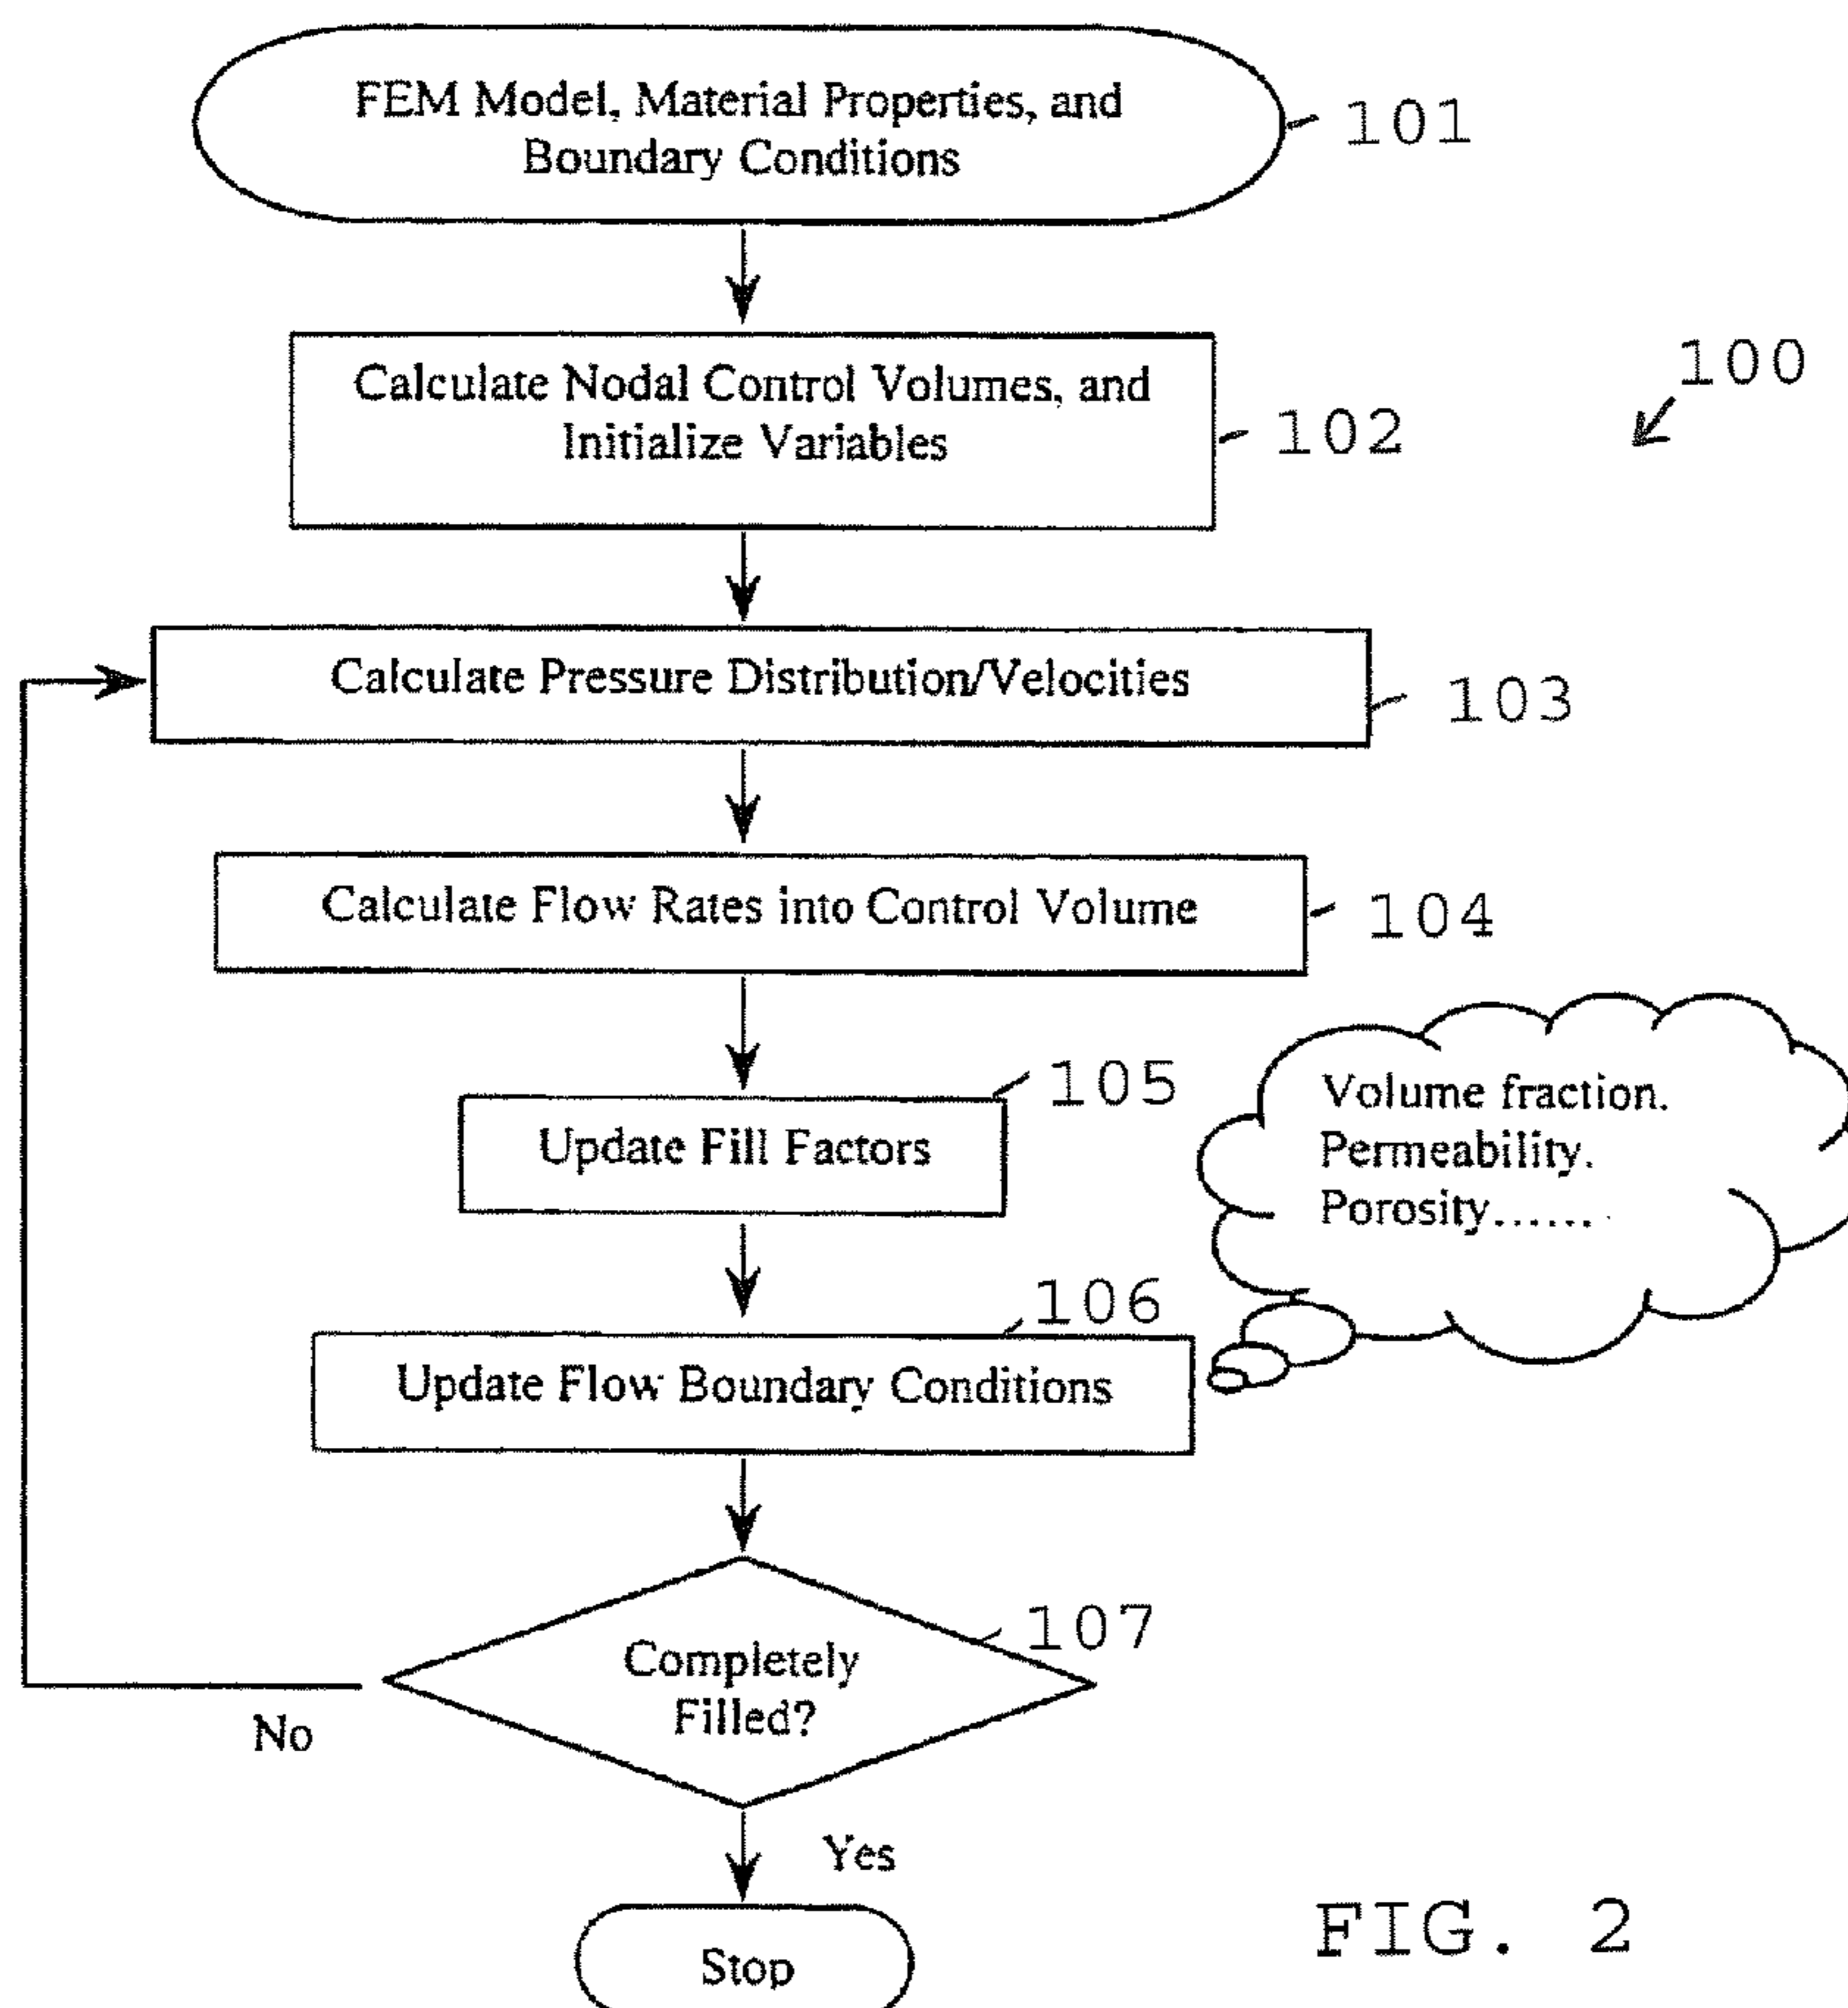 FEM Model, Material Properties, and
Boundary Conditions
101
Calculate Nodal Control Volumes, and
Initialize Variables
102
100
Calculate Pressure Distribution/Velocities
103
Calculate Flow Rates into Control Volume
104
Update Fill Factors
105
Volume fraction.
Permeability.
Porosity.......
Update Flow Boundary Conditions
106
Completely
Filled?
107
No
Yes
Stop
FIG. 2